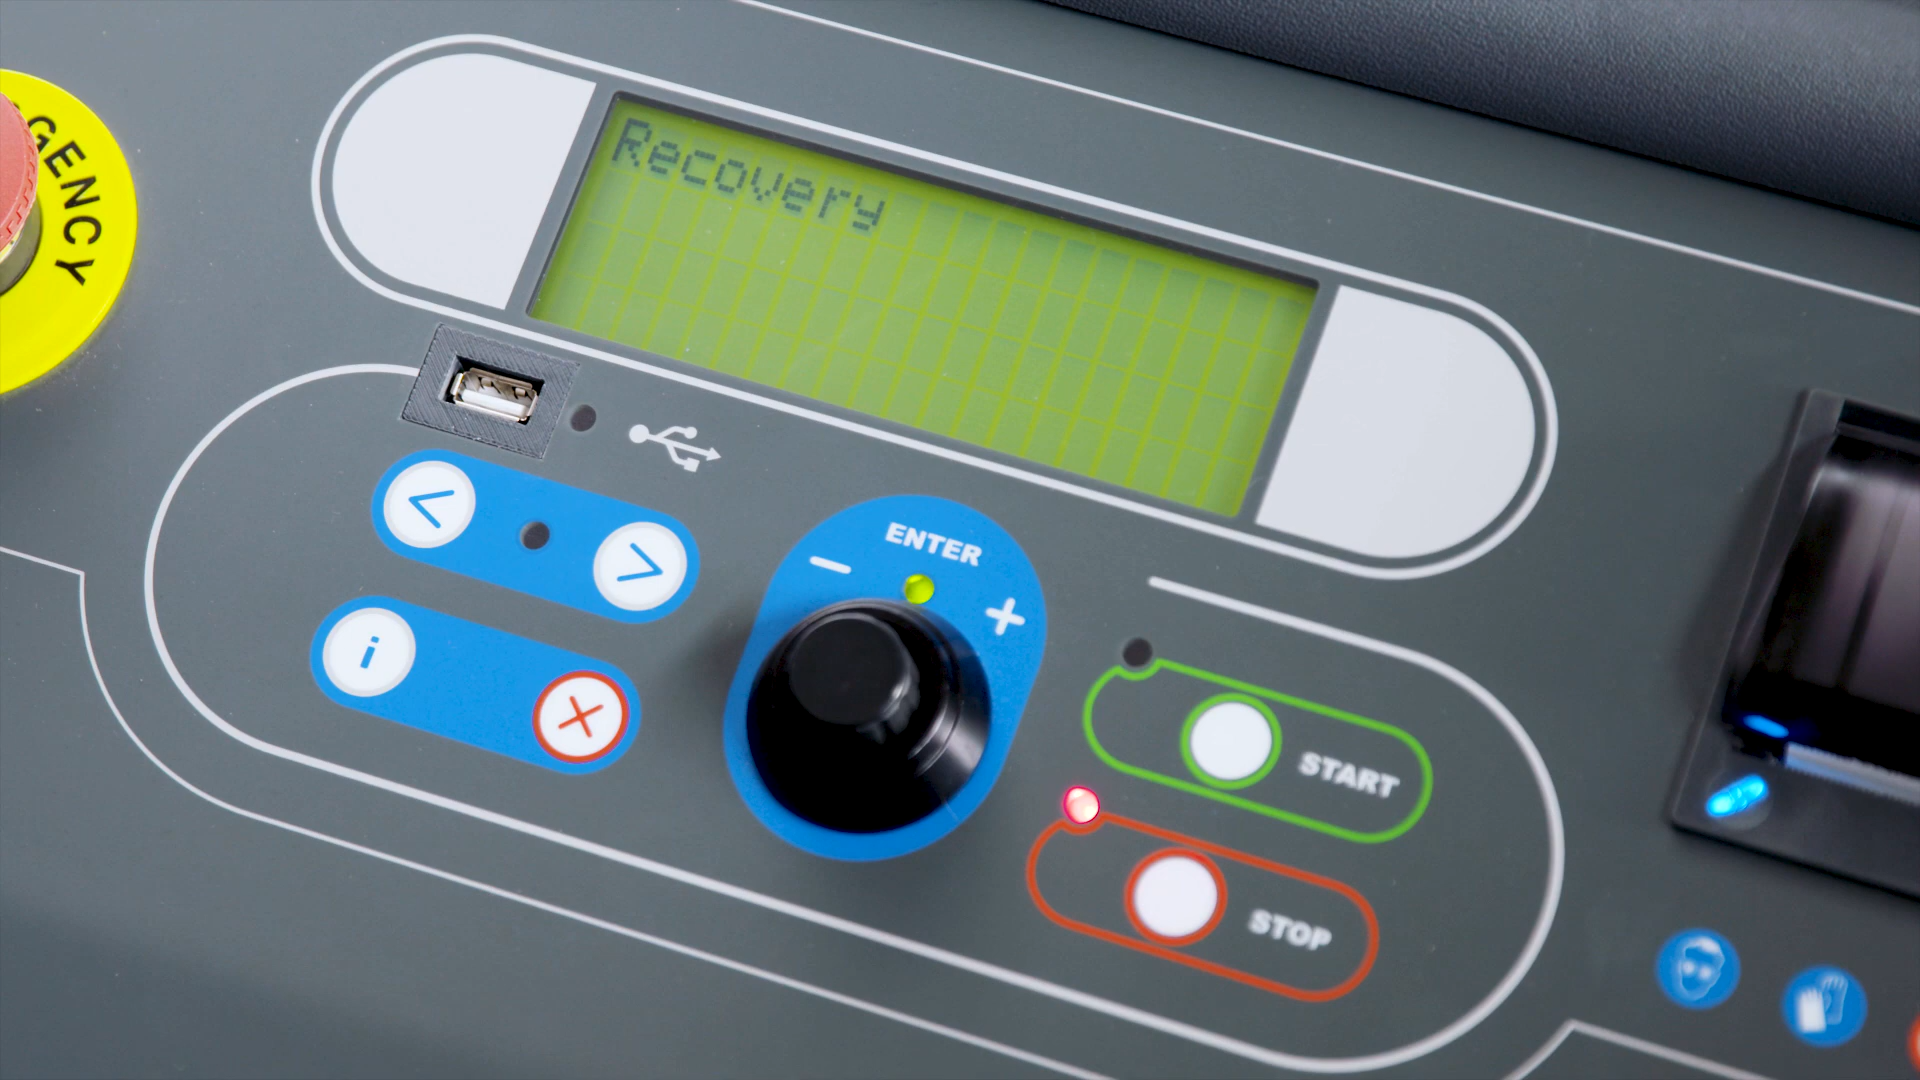 GENCY
Recovery
<
>
ENTER
- +
i
START
STOP